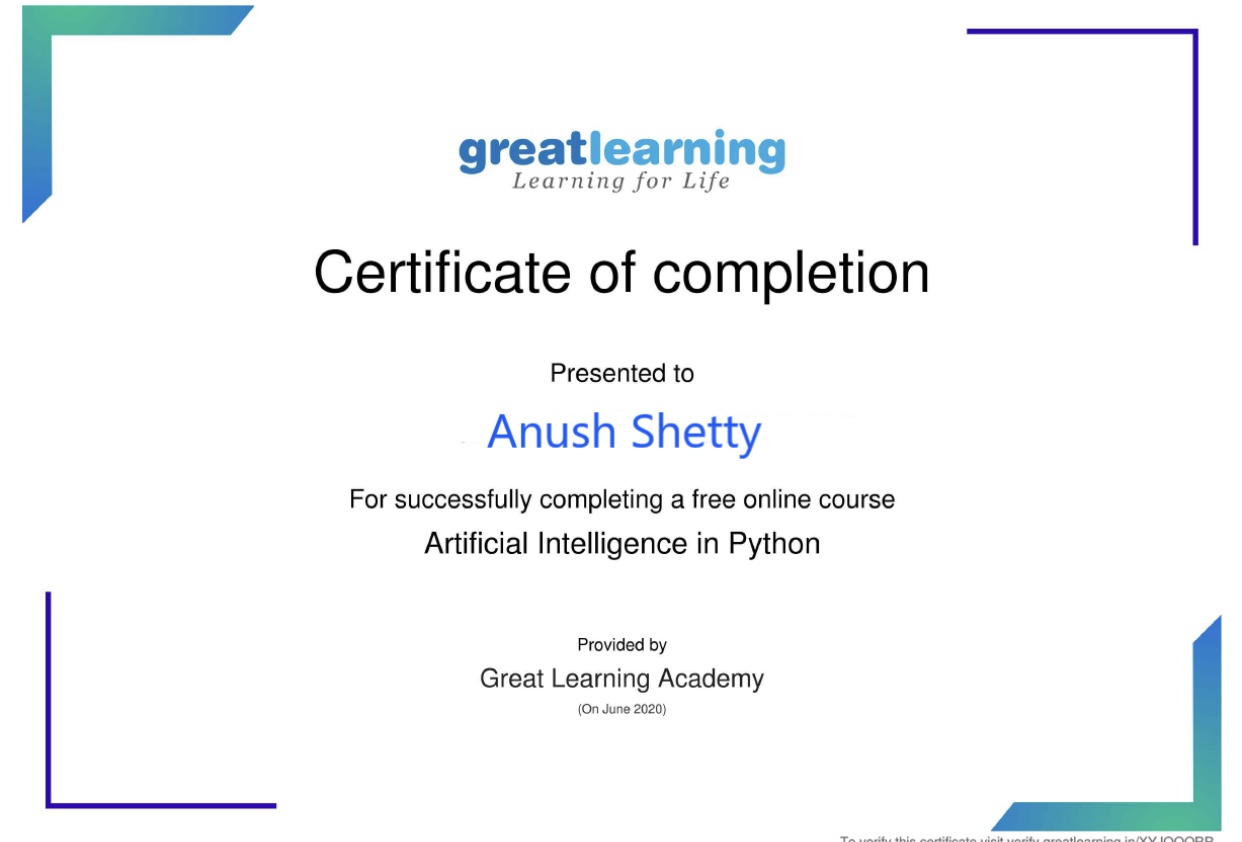 greatlearning
Learning for Life
Certificate of completion
Presented to
Anush Shetty
For successfully completing a free online course
Artificial Intelligence in Python
Provided by
Great Learning Academy
(On June 2020)
To verify this certificate visit verify.greatlearning.in/